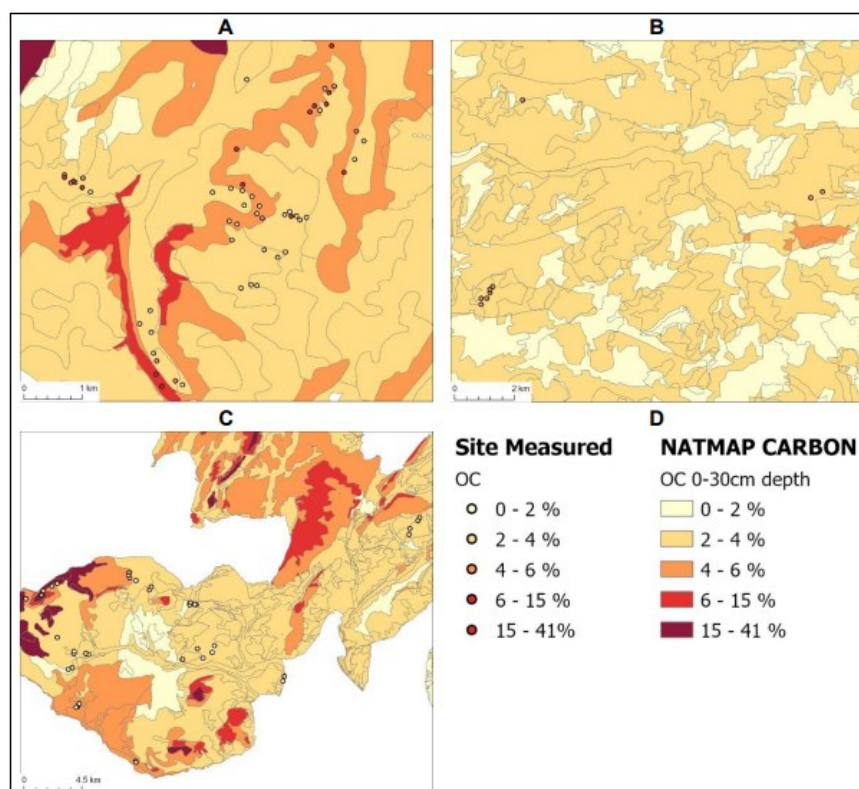 A
B
0
1 km
0
2 km
C
D
0
4.5 km
Site Measured
OC
0 - 2 %
2 - 4 %
4 - 6 %
6 - 15 %
15 - 41%
NATMAP CARBON
OC 0-30cm depth
0 - 2 %
2 - 4 %
4 - 6 %
6 - 15 %
15 - 41 %